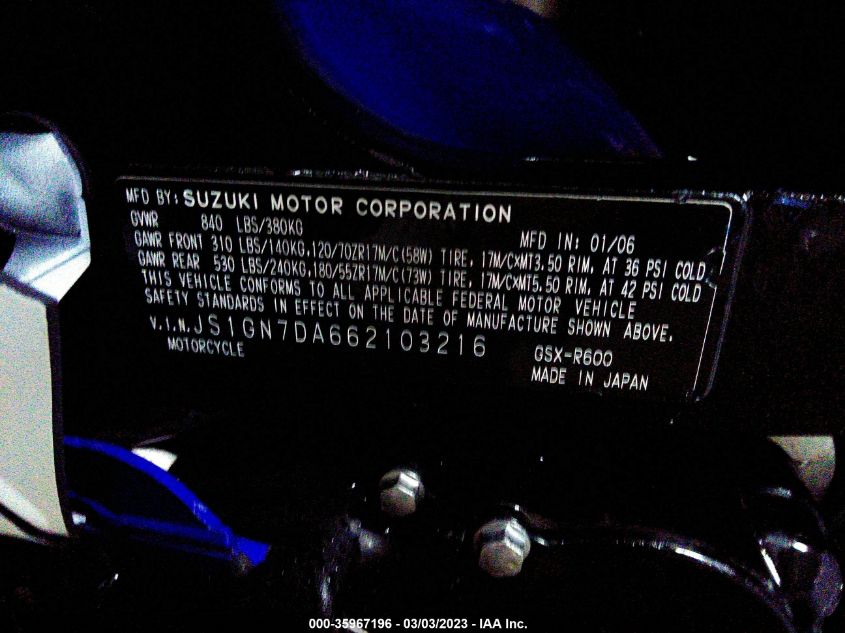 MFD BY: SUZUKI MOTOR CORPORATION
GVWR 840 LBS/380KG MFD IN: 01/06
GAWR FRONT 310 LBS/140KG,120/70ZR17M/C(58W) TIRE, 17M/CXMT3.50 RIM, AT 36 PSI COLD
GAWR REAR 530 LBS/240KG,180/55ZR17M/C(73W) TIRE, 17M/CXMT5.50 RIM, AT 42 PSI COLD
THIS VEHICLE CONFORMS TO ALL APPLICABLE FEDERAL MOTOR VEHICLE
SAFETY STANDARDS IN EFFECT ON THE DATE OF MANUFACTURE SHOWN ABOVE.
V.I.N. JS1GN7DA662103216 GSX-R600
MOTORCYCLE MADE IN JAPAN
000-35967196 - 03/03/2023 - IAA Inc.